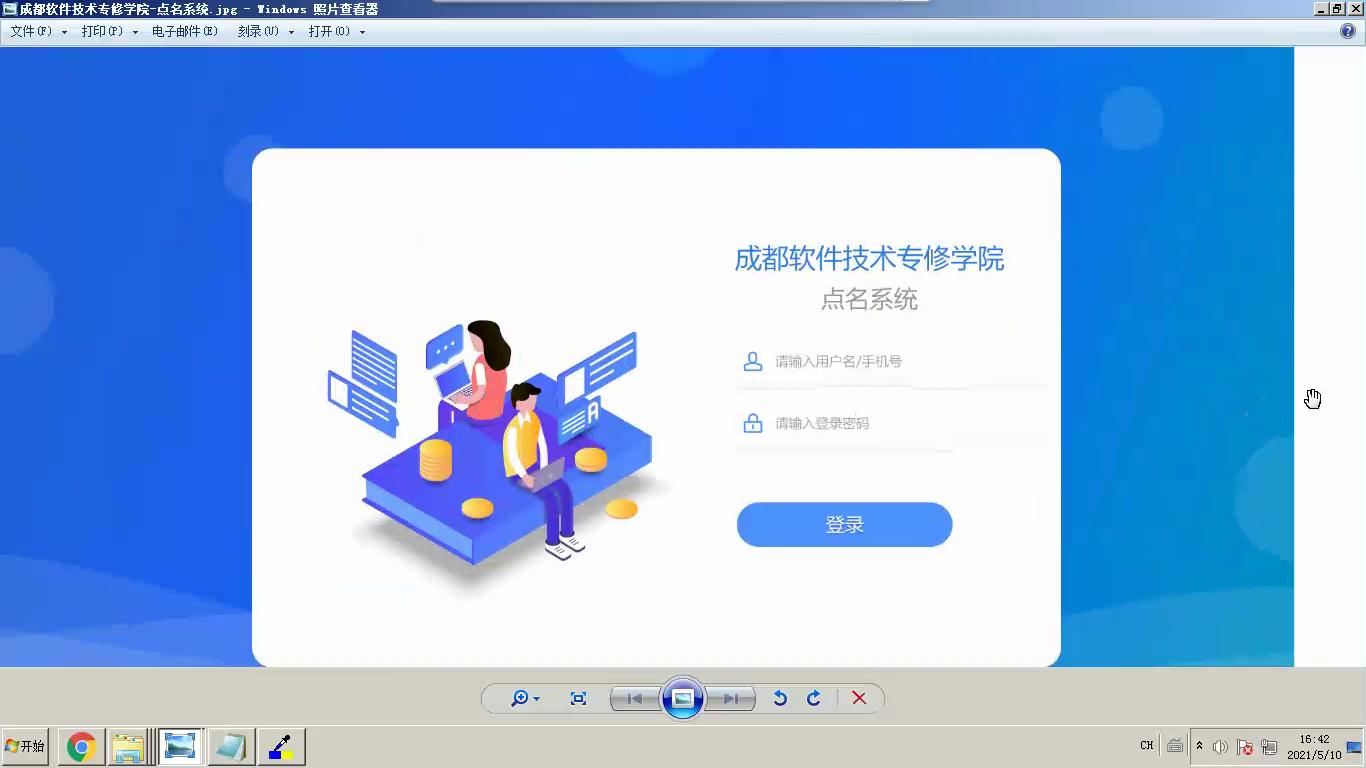 成都软件技术专修学院-点名系统.jpg - Windows 照片查看器
文件(F) 打印(P) 电子邮件(E) 刻录(U) 打开(O)
成都软件技术专修学院
点名系统
请输入用户名/手机号
A
请输入登录密码
登录
开始
CH
16:42
2021/5/10